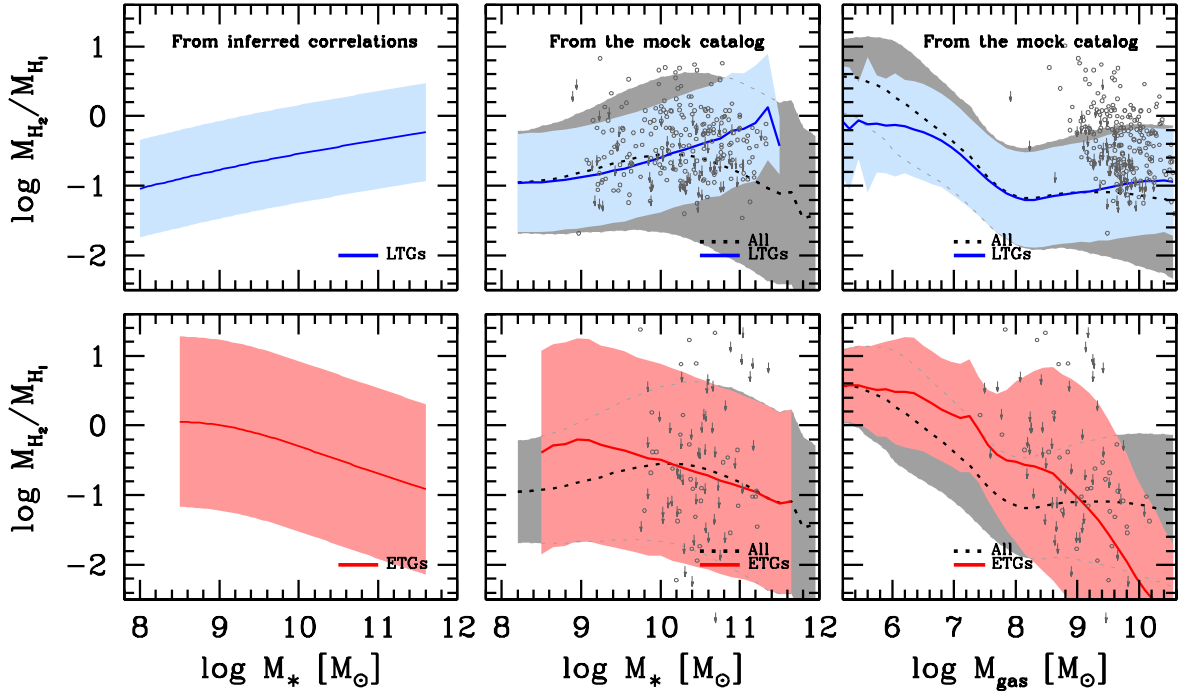 From inferred correlations
From the mock catalog
From the mock catalog
log M_H₂/M_H_I
1
0
−1
−2
LTGs
All
LTGs
All
LTGs
log M_H₂/M_H_I
1
0
−1
−2
ETGs
All
ETGs
All
ETGs
8 9 10 11 12
8 9 10 11 12
6 7 8 9 10
log M_* [M_⊙]
log M_* [M_⊙]
log M_gas [M_⊙]